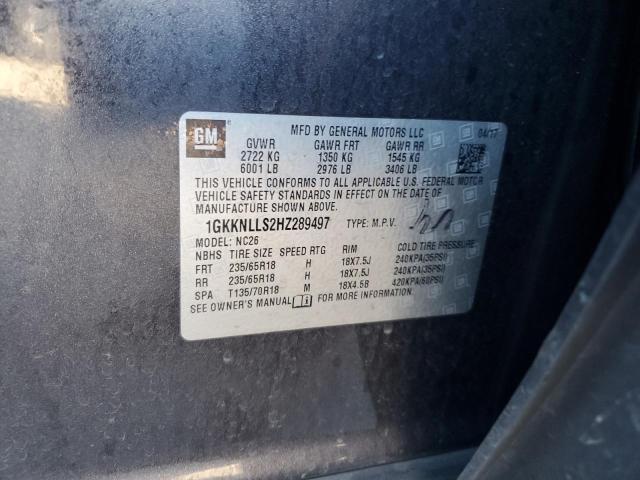 GM
MFD BY GENERAL MOTORS LLC 04/17
GVWR GAWR FRT GAWR RR
2722 KG 1350 KG 1545 KG
6001 LB 2976 LB 3406 LB
THIS VEHICLE CONFORMS TO ALL APPLICABLE U.S. FEDERAL MOTOR
VEHICLE SAFETY STANDARDS IN EFFECT ON THE DATE OF
MANUFACTURE SHOWN ABOVE.
1GKKNLLS2HZ289497 TYPE: M.P.V.
MODEL: NC26
NBHS TIRE SIZE SPEED RTG RIM COLD TIRE PRESSURE
FRT 235/65R18 H 18X7.5J 240KPA(35PSI)
RR 235/65R18 H 18X7.5J 240KPA(35PSI)
SPA T135/70R18 M 18X4.5B 420KPA(60PSI)
SEE OWNER'S MANUAL FOR MORE INFORMATION.